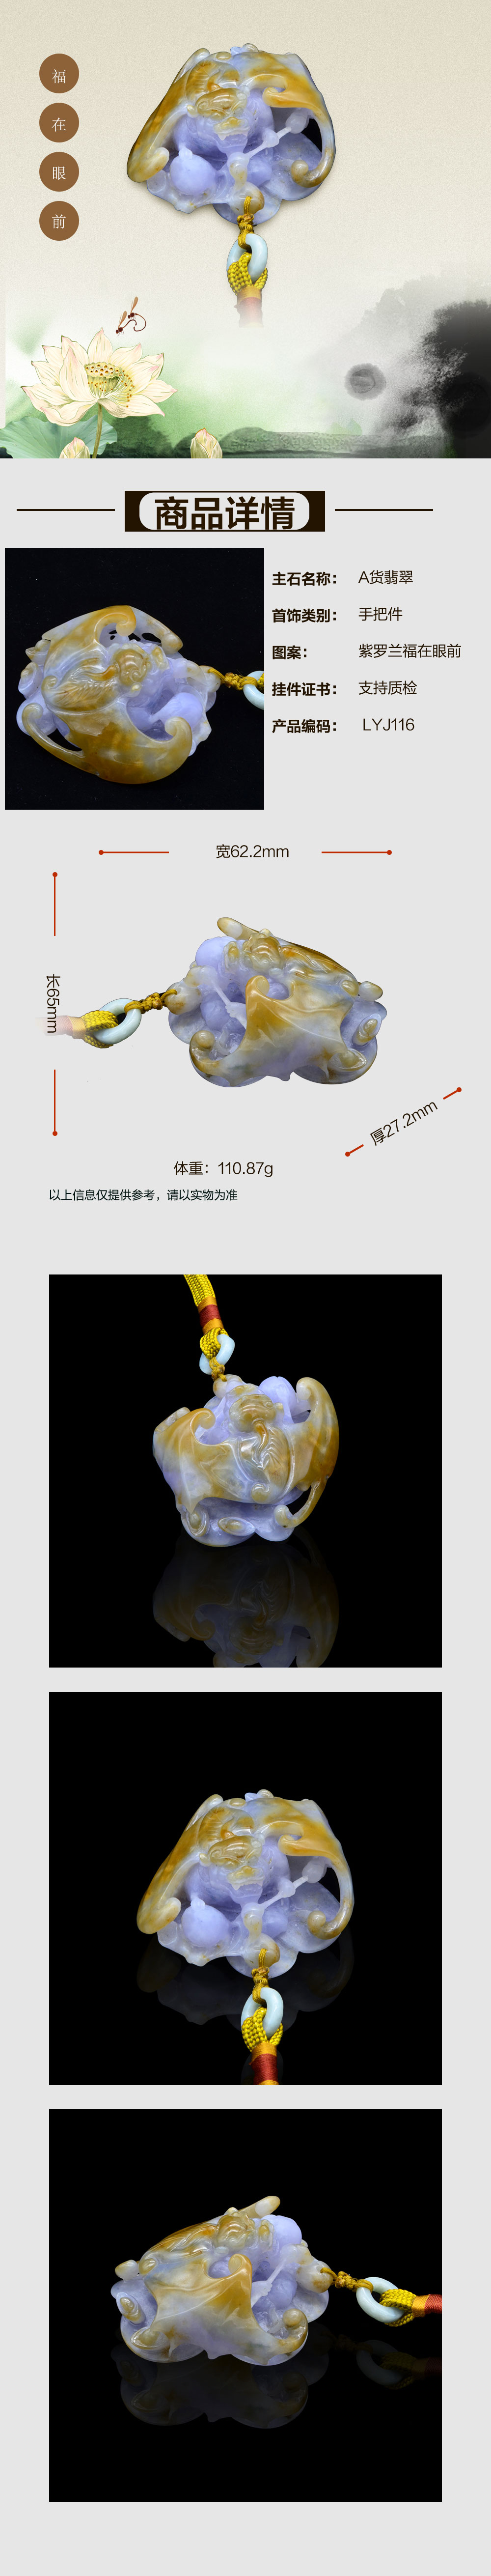 福
在
眼
前
商品详情
主石名称： A货翡翠
首饰类别： 手把件
图案： 紫罗兰福在眼前
挂件证书： 支持质检
产品编码： LYJ116
宽62.2mm
长65mm
厚27.2mm
体重：110.87g
以上信息仅提供参考，请以实物为准